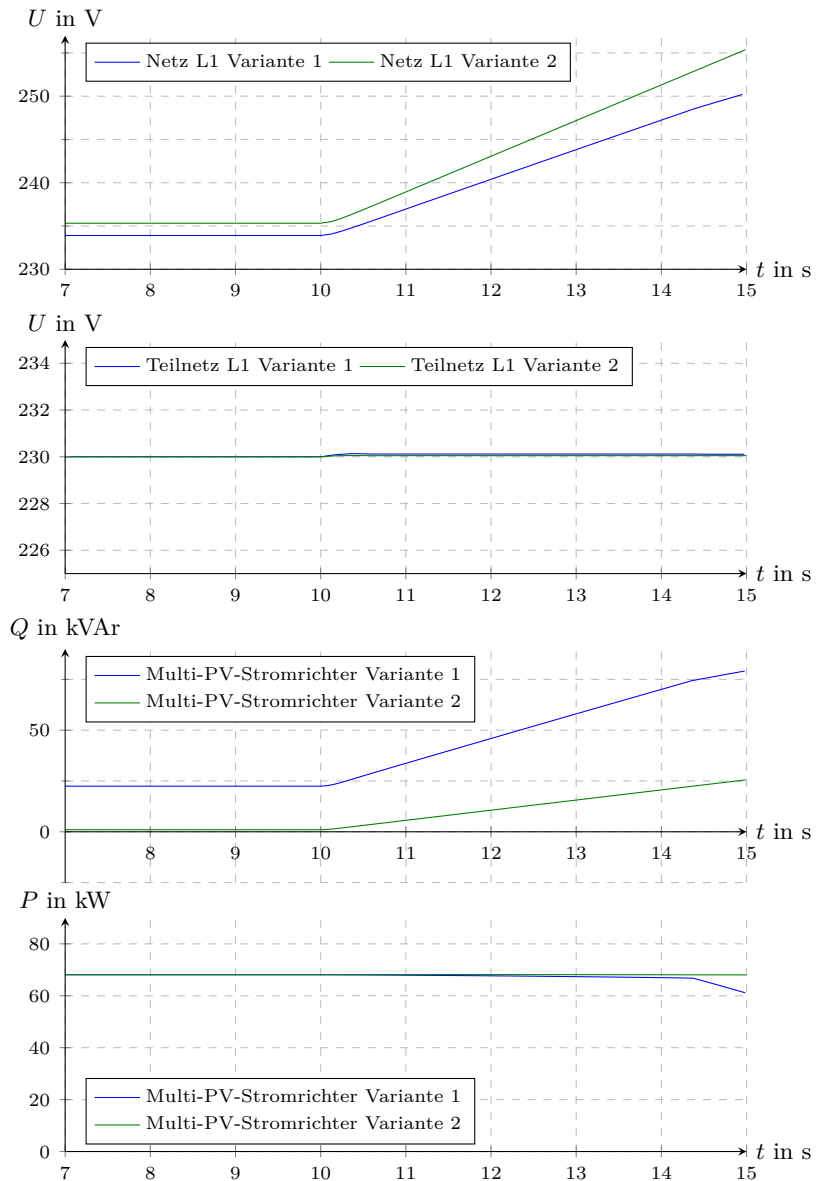 U in V
Netz L1 Variante 1 Netz L1 Variante 2
250
240
230
7 8 9 10 11 12 13 14 15
t in s
U in V
Teilnetz L1 Variante 1 Teilnetz L1 Variante 2
234
232
230
228
226
7 8 9 10 11 12 13 14 15
t in s
Q in kVAr
Multi-PV-Stromrichter Variante 1
Multi-PV-Stromrichter Variante 2
50
0
8 9 10 11 12 13 14 15
t in s
P in kW
80
60
40
20
0
Multi-PV-Stromrichter Variante 1
Multi-PV-Stromrichter Variante 2
7 8 9 10 11 12 13 14 15
t in s